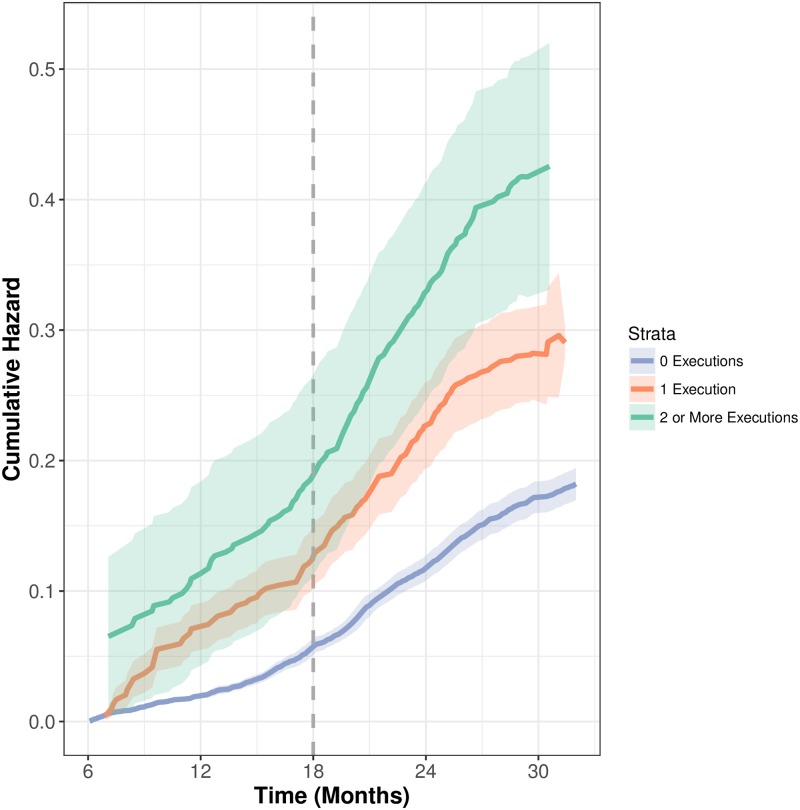 Cumulative Hazard
0.5
0.4
0.3
0.2
0.1
0.0
6 12 18 24 30
Time (Months)
Strata
0 Executions
1 Execution
2 or More Executions